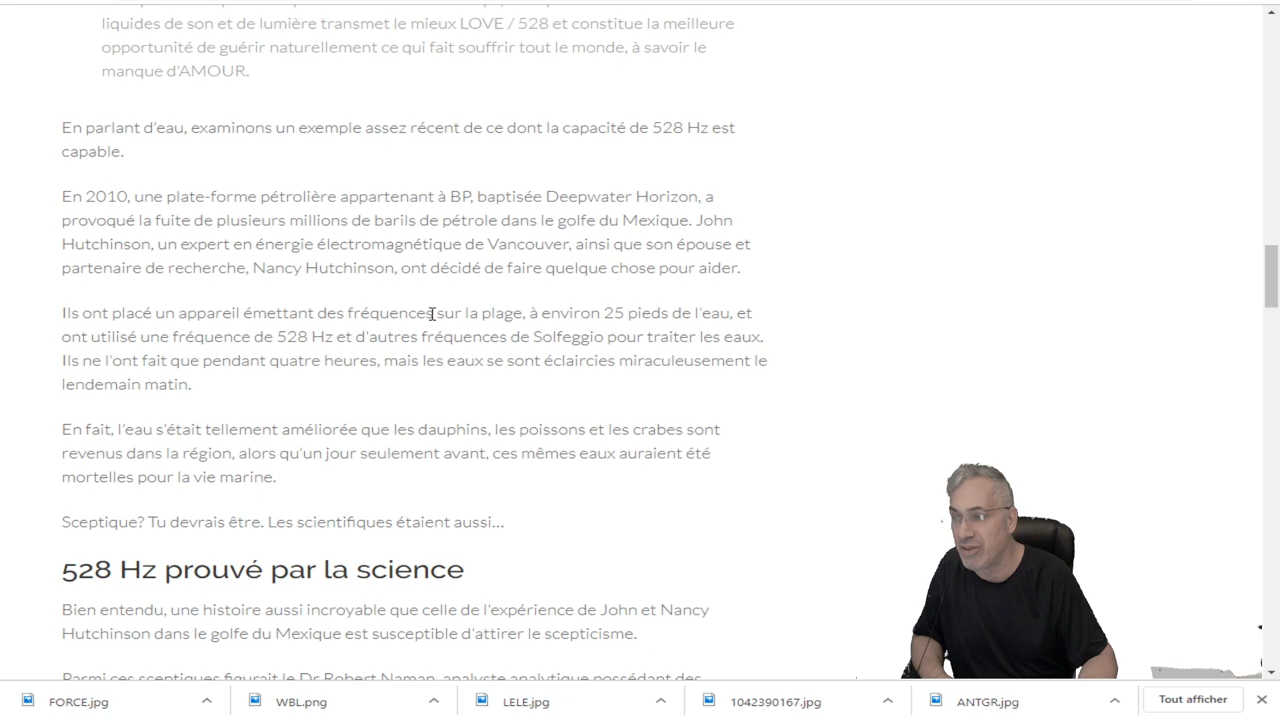 liquides de son et de lumière transmet le mieux LOVE / 528 et constitue la meilleure
opportunité de guérir naturellement ce qui fait souffrir tout le monde, à savoir le
manque d'AMOUR.
En parlant d'eau, examinons un exemple assez récent de ce dont la capacité de 528 Hz est
capable.
En 2010, une plate-forme pétrolière appartenant à BP, baptisée Deepwater Horizon, a
provoqué la fuite de plusieurs millions de barils de pétrole dans le golfe du Mexique. John
Hutchinson, un expert en énergie électromagnétique de Vancouver, ainsi que son épouse et
partenaire de recherche, Nancy Hutchinson, ont décidé de faire quelque chose pour aider.
Ils ont placé un appareil émettant des fréquences sur la plage, à environ 25 pieds de l'eau, et
ont utilisé une fréquence de 528 Hz et d'autres fréquences de Solfeggio pour traiter les eaux.
Ils ne l'ont fait que pendant quatre heures, mais les eaux se sont éclaircies miraculeusement le
lendemain matin.
En fait, l'eau s'était tellement améliorée que les dauphins, les poissons et les crabes sont
revenus dans la région, alors qu'un jour seulement avant, ces mêmes eaux auraient été
mortelles pour la vie marine.
Sceptique? Tu devrais être. Les scientifiques étaient aussi...
528 Hz prouvé par la science
Bien entendu, une histoire aussi incroyable que celle de l'expérience de John et Nancy
Hutchinson dans le golfe du Mexique est susceptible d'attirer le scepticisme.
Parmi ces sceptiques figurait le Dr Robert Naman, analyste analytique possédant des
FORCE.jpg
WBL.png
LELE.jpg
1042390167.jpg
ANTGR.jpg
Tout afficher